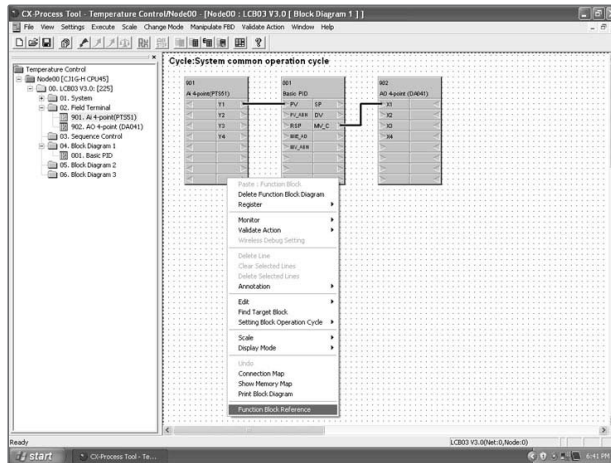 CX-Process Tool - Temperature Control/Node00 - [Node00 : LCB03 V3.0 [ Block Diagram 1 ] ]
File View Settings Execute Scale Change Mode Manipulate FBD Validate Action Window Help
Temperature Control
Node00 [CJ1G-H CPU45]
00. LCB03 V3.0: [225]
01. System
02. Field Terminal
901. AI 4-point(PTS51)
902. AO 4-point (DA041)
03. Sequence Control
04. Block Diagram 1
001. Basic PID
05. Block Diagram 2
06. Block Diagram 3
Cycle:System common operation cycle
901
AI 4-point(PTS51)
Y1
Y2
Y3
Y4
001
Basic PID
PV SP
DV
RSP MV_C
902
AO 4-point (DA041)
X1
X2
X3
X4
Paste : Function Block
Delete Function Block Diagram
Register
Monitor
Validate Action
Wireless Debug Setting
Delete Line
Clear Selected Lines
Delete Selected Lines
Annotation
Edit
Find Target Block
Setting Block Operation Cycle
Scale
Display Mode
Undo
Connection Map
Show Memory Map
Print Block Diagram
Function Block Reference
Ready
LCB03 V3.0(Net:0,Node:0)
start
CX-Process Tool - Te...
6:41 PM